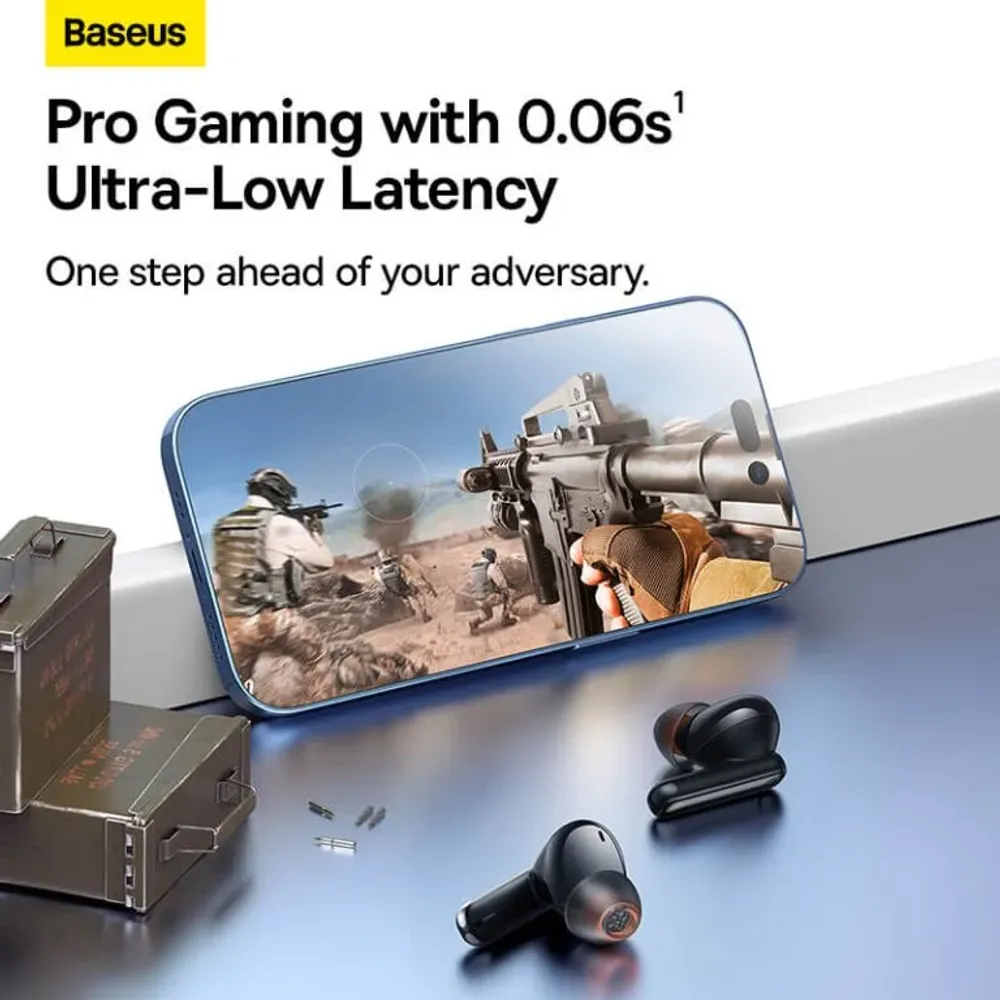 Baseus
Pro Gaming with 0.06s¹
Ultra-Low Latency
One step ahead of your adversary.